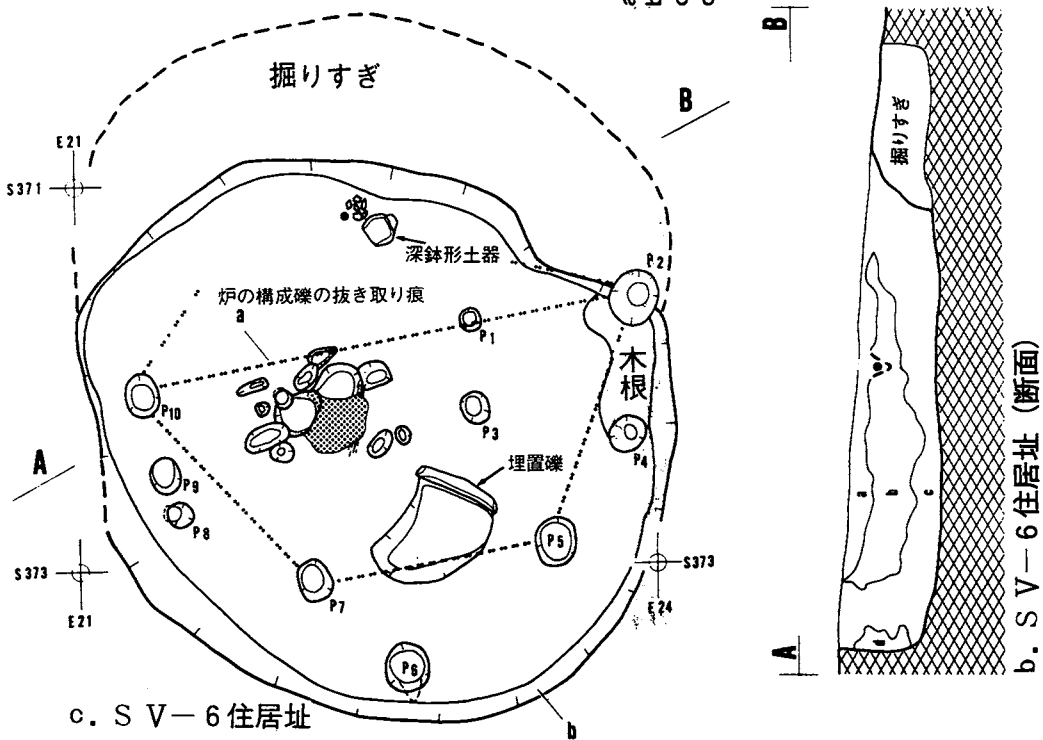 掘りすぎ
B
E21
S371
深鉢形土器
P2
炉の構成礫の抜き取り痕
a
P1
木根
P10
P3
P4
A
埋置礫
P9
P8
P5
S373
E21
P7
S373
E24
P6
b
c. SV-6住居址
B
掘りすぎ
a
b
c
d
A
b. SV-6住居址 (断面)